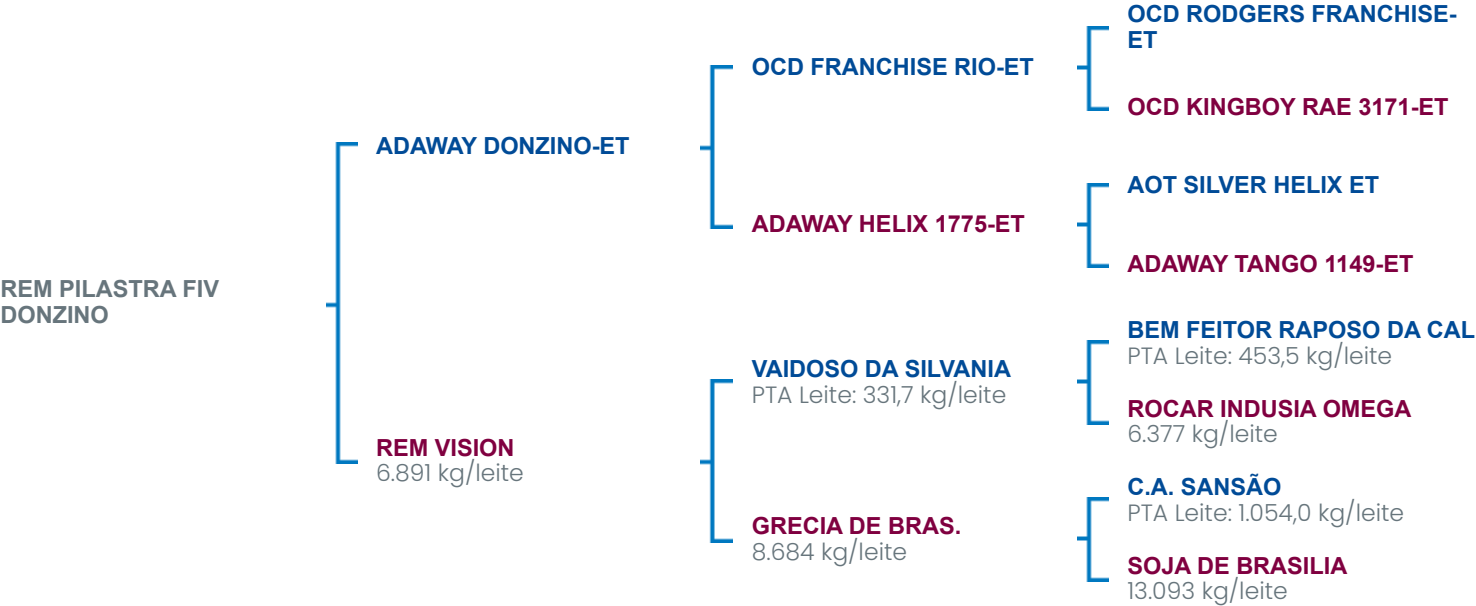 OCD RODGERS FRANCHISE-
ET
OCD FRANCHISE RIO-ET
OCD KINGBOY RAE 3171-ET
ADAWAY DONZINO-ET
AOT SILVER HELIX ET
ADAWAY HELIX 1775-ET
ADAWAY TANGO 1149-ET
REM PILASTRA FIV
DONZINO
BEM FEITOR RAPOSO DA CAL
PTA Leite: 453,5 kg/leite
VAIDOSO DA SILVANIA
PTA Leite: 331,7 kg/leite
ROCAR INDUSIA OMEGA
6.377 kg/leite
REM VISION
6.891 kg/leite
C.A. SANSÃO
PTA Leite: 1.054,0 kg/leite
GRECIA DE BRAS.
8.684 kg/leite
SOJA DE BRASILIA
13.093 kg/leite